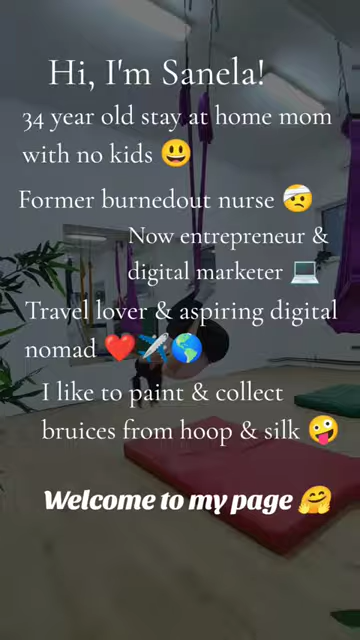 Hi, I'm Sanela!
34 year old stay at home mom
with no kids 😃
Former burnedout nurse 🤕
Now entrepreneur &
digital marketer 💻
Travel lover & aspiring digital
nomad ❤️✈️🌎
I like to paint & collect
bruices from hoop & silk 🤪
Welcome to my page 🤗